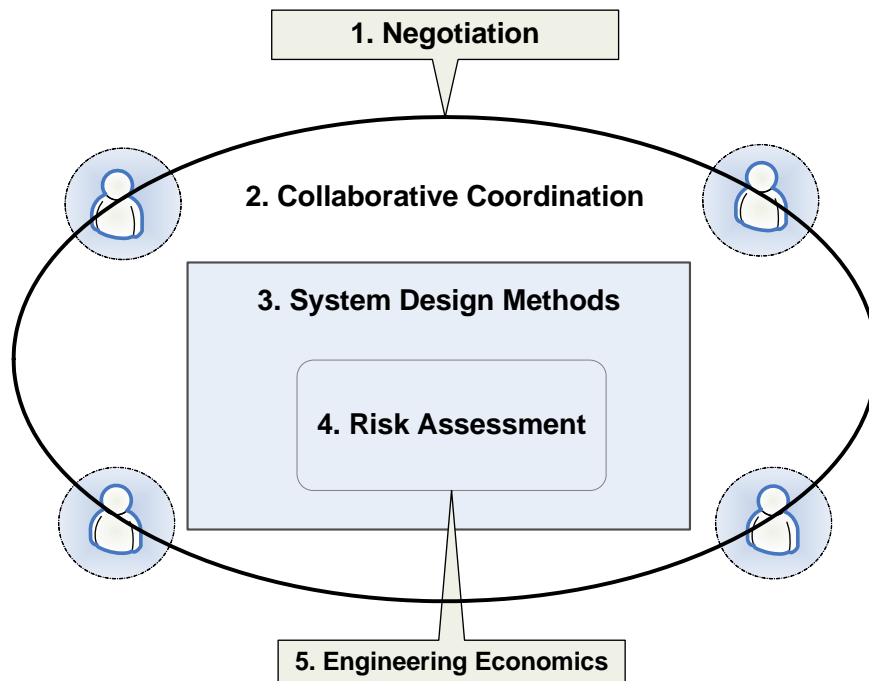 1. Negotiation
2. Collaborative Coordination
3. System Design Methods
4. Risk Assessment
5. Engineering Economics